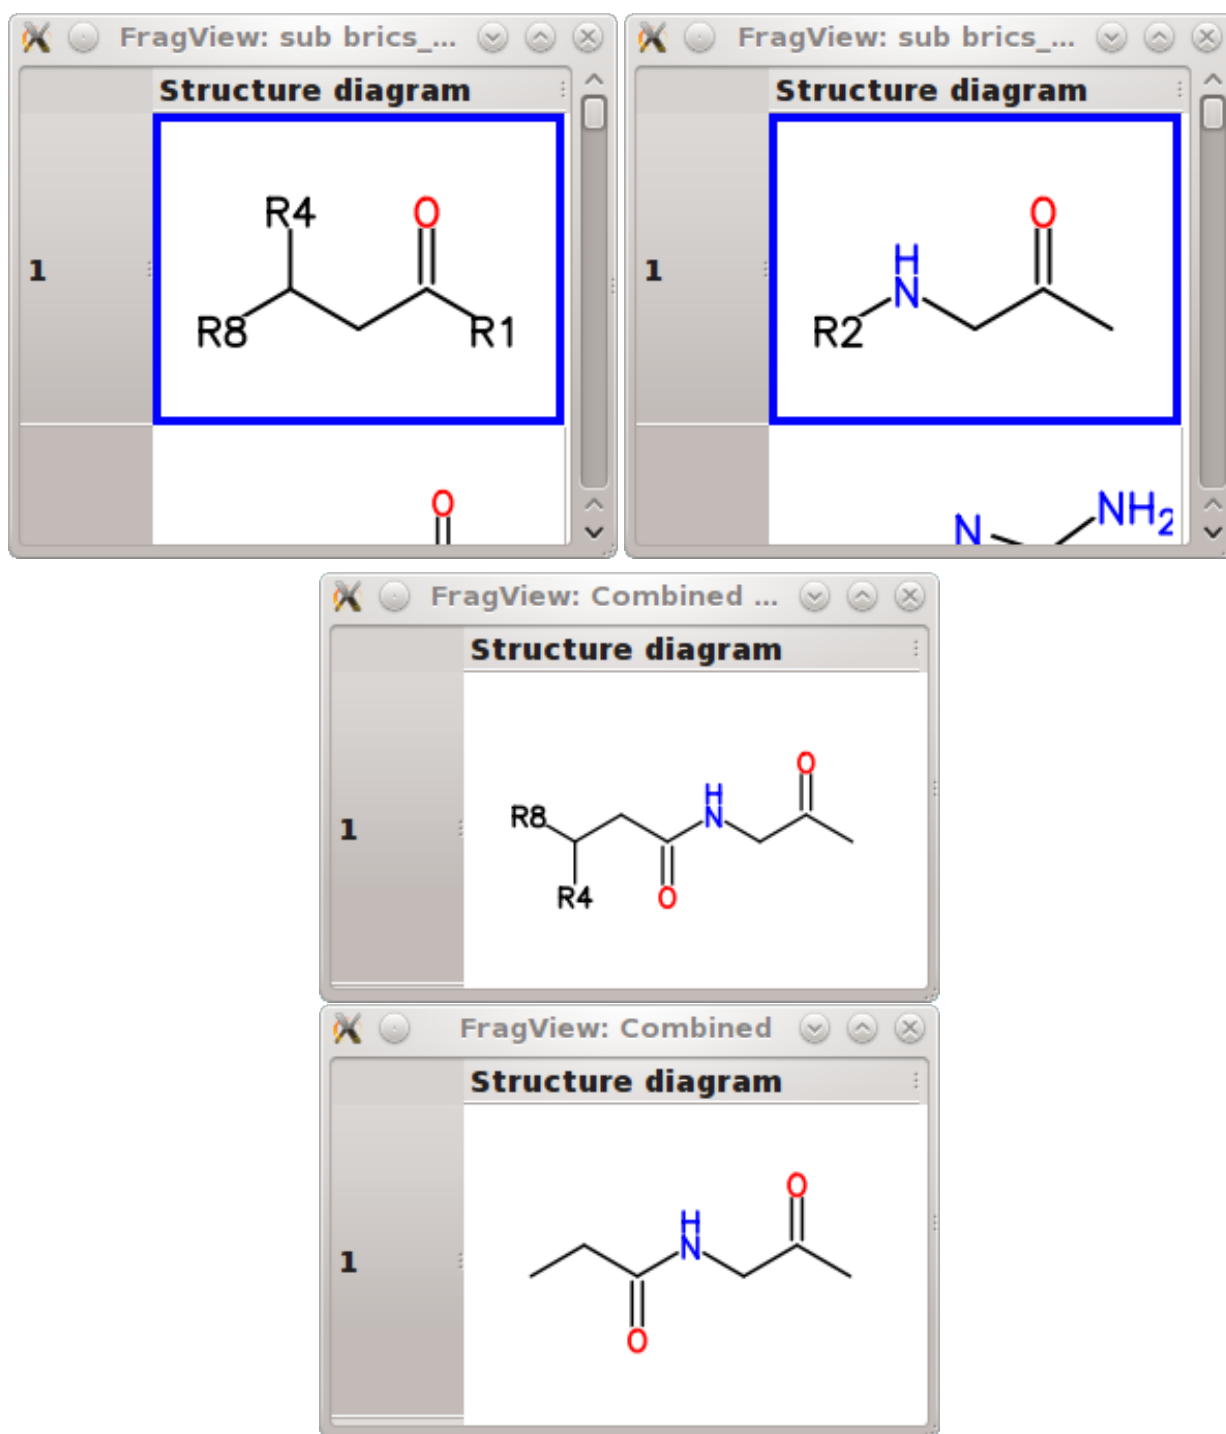 FragView: sub brics_...
Structure diagram
1
R4
O
R8
R1
O
FragView: sub brics_...
Structure diagram
1
O
H
N
R2
N
NH2
FragView: Combined ...
Structure diagram
1
O
H
N
R8
R4
O
FragView: Combined
Structure diagram
1
O
H
N
O